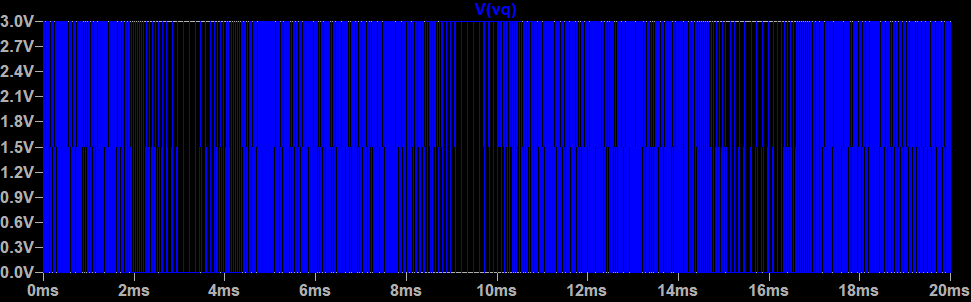 V(vq)
3.0V
2.7V
2.4V
2.1V
1.8V
1.5V
1.2V
0.9V
0.6V
0.3V
0.0V
0ms 2ms 4ms 6ms 8ms 10ms 12ms 14ms 16ms 18ms 20ms